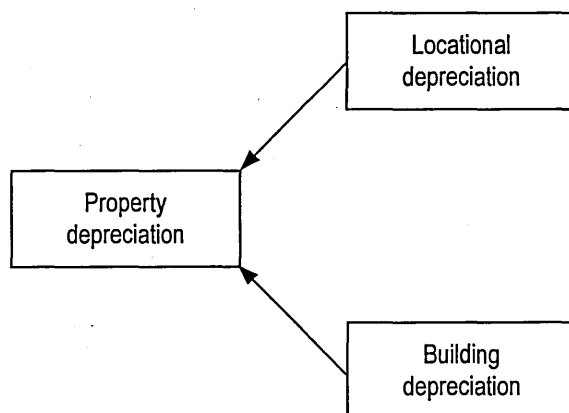 Locational
depreciation
Property
depreciation
Building
depreciation